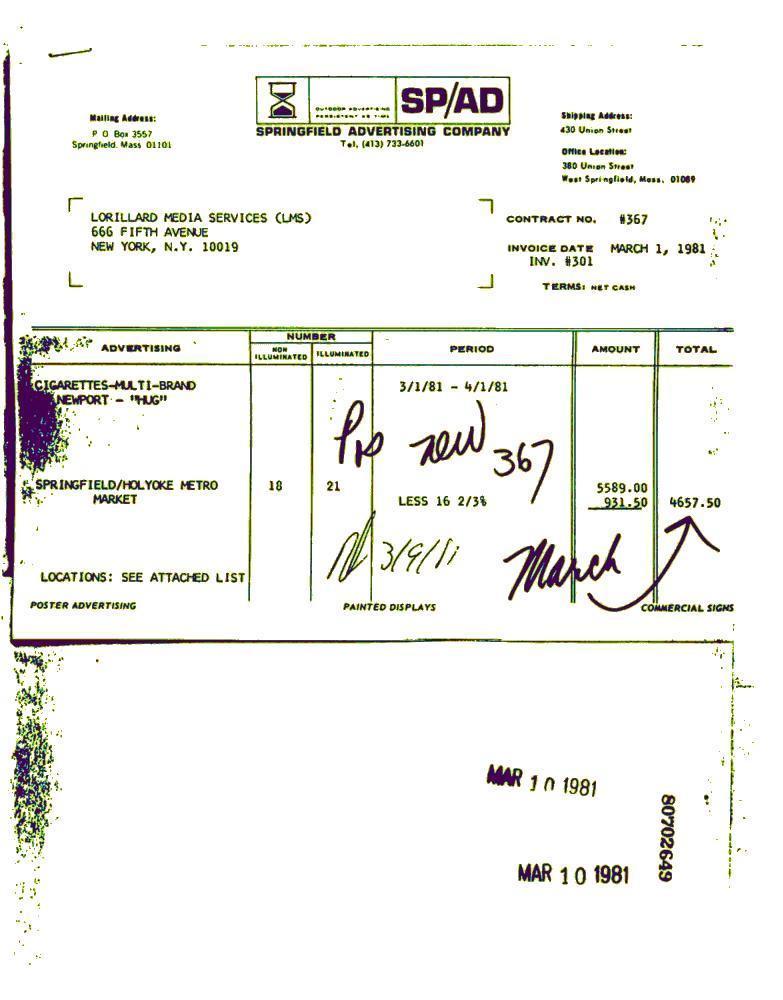 OUTDOOR ADVERTISING
PERSISTENT AS TIME
SP/AD
SPRINGFIELD ADVERTISING COMPANY
Tel, (413) 733-6601
Mailing Address:
P O Box 3557
Springfield, Mass 01101
Shipping Address:
430 Union Street
Office Location:
380 Union Street
West Springfield, Mass. 01089
LORILLARD MEDIA SERVICES (LMS)
666 FIFTH AVENUE
NEW YORK, N.Y. 10019
CONTRACT NO. #367
INVOICE DATE MARCH 1, 1981
INV. #301
TERMS: NET CASH
ADVERTISING NUMBER PERIOD AMOUNT TOTAL
NON ILLUMINATED ILLUMINATED
CIGARETTES-MULTI-BRAND 3/1/81 - 4/1/81
NEWPORT - "HUG"
new 367
SPRINGFIELD/HOLYOKE METRO 18 21 5589.00
MARKET LESS 16 2/3% 931.50 4657.50
3/9/81 March
LOCATIONS: SEE ATTACHED LIST
POSTER ADVERTISING PAINTED DISPLAYS COMMERCIAL SIGNS
MAR 10 1981
MAR 10 1981
80702649